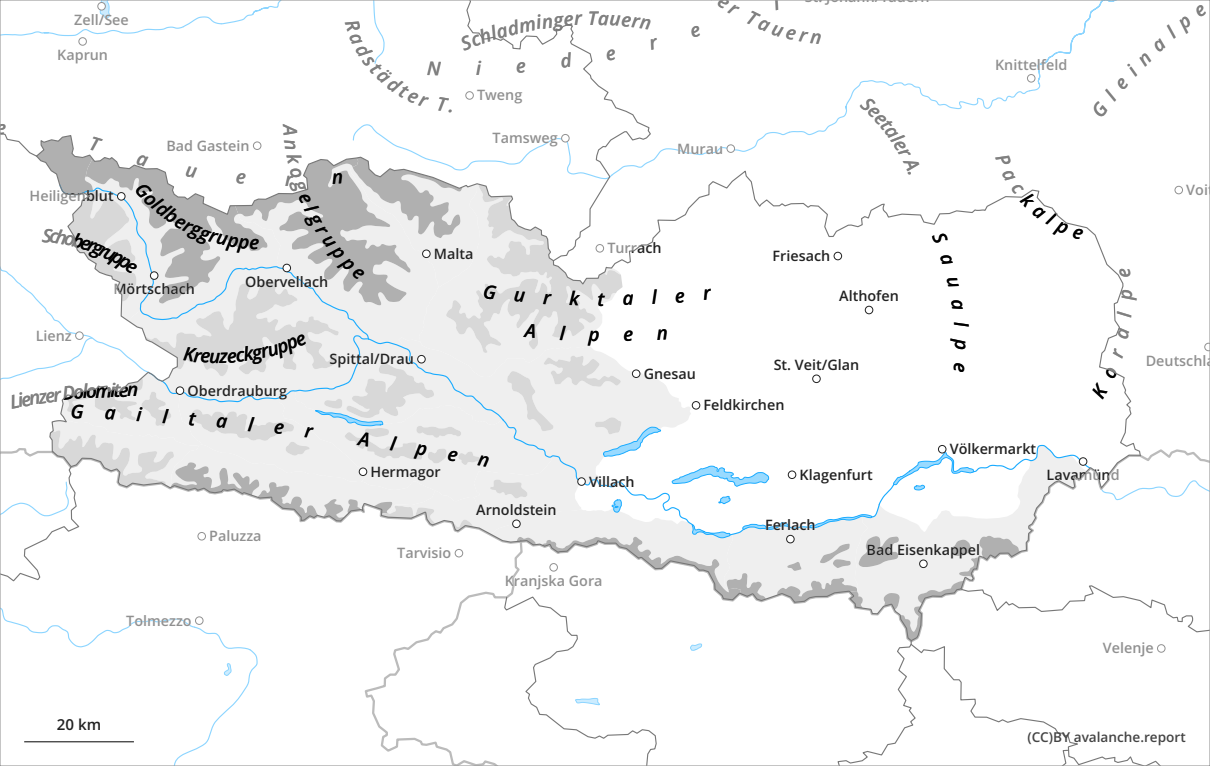 Zell/See
Kaprun
Radstädter T.
Schladminger Tauern
er Tauern
N i e d e r e
Tweng
Tamsweg
Murau
Knittelfeld
Gleinalpe
Seetaler A.
Packalpe
T a u e n
Bad Gastein
Ankogelgruppe
Heiligenblut
Goldberggruppe
Schobergruppe
Mörtschach
Obervellach
Malta
Turrach
Friesach
Saualpe
Althofen
Koralpe
Gurktaler
Alpen
Lienz
Kreuzeckgruppe
Spittal/Drau
Gnesau
St. Veit/Glan
Deutschla
Lienzer Dolomiten
Oberdrauburg
Feldkirchen
Gailtaler Alpen
Hermagor
Villach
Klagenfurt
Völkermarkt
Lavamünd
Arnoldstein
Ferlach
Bad Eisenkappel
Paluzza
Tarvisio
Kranjska Gora
Tolmezzo
Velenje
20 km
(CC)BY avalanche.report